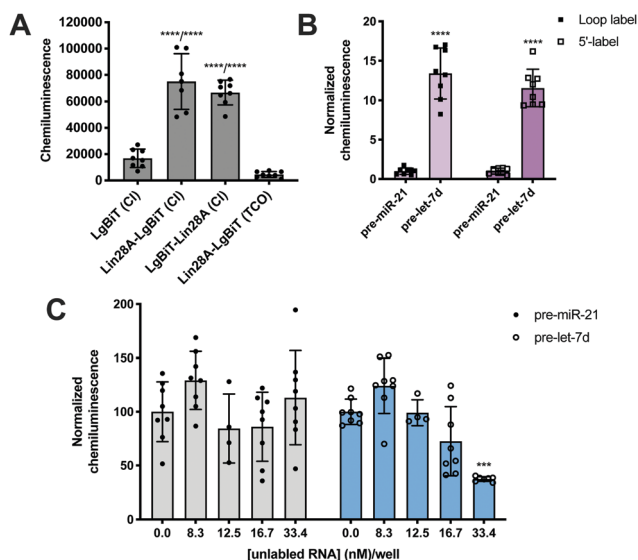 A
Chemiluminescence
120000
100000
80000
60000
40000
20000
0
****/****
****/****
LgBiT (Cl)
Lin28A-LgBiT (Cl)
LgBiT-Lin28A (Cl)
Lin28A-LgBiT (TCO)
B
Normalized
chemiluminescence
20
15
10
5
0
****
****
Loop label
5'-label
pre-miR-21
pre-let-7d
pre-miR-21
pre-let-7d
C
Normalized
chemiluminescence
200
150
100
50
0
***
pre-miR-21
pre-let-7d
0.0 8.3 12.5 16.7 33.4 0.0 8.3 12.5 16.7 33.4
[unlabled RNA] (nM)/well